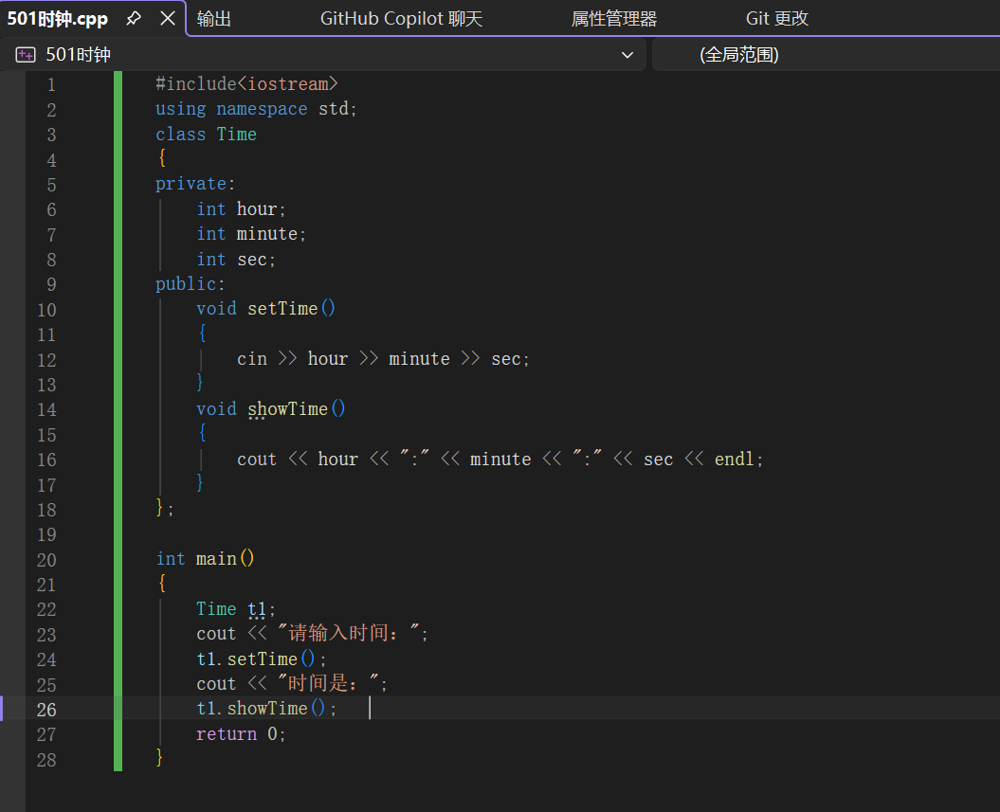 501时钟.cpp 输出 GitHub Copilot 聊天 属性管理器 Git 更改
501时钟 (全局范围)
1 #include<iostream>
2 using namespace std;
3 class Time
4 {
5 private:
6 int hour;
7 int minute;
8 int sec;
9 public:
10 void setTime()
11 {
12 cin >> hour >> minute >> sec;
13 }
14 void showTime()
15 {
16 cout << hour << ":" << minute << ":" << sec << endl;
17 }
18 };
19
20 int main()
21 {
22 Time t1;
23 cout << "请输入时间：";
24 t1.setTime();
25 cout << "时间是：";
26 t1.showTime();
27 return 0;
28 }